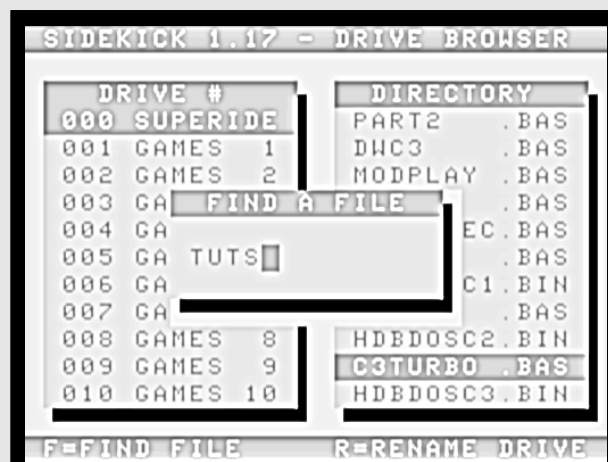 SIDEKICK 1.17 - DRIVE BROWSER
DRIVE #
000 SUPERIDE
001 GAMES 1
002 GAMES 2
003 GA
004 GA
005 GA
006 GA
007 GA
008 GAMES 8
009 GAMES 9
010 GAMES 10
FIND A FILE
TUTS
DIRECTORY
PART2 .BAS
DWC3 .BAS
MODPLAY .BAS
.BAS
EC.BAS
.BAS
C1.BIN
.BAS
HDBDOSC2.BIN
C3TURBO .BAS
HDBDOSC3.BIN
F=FIND FILE R=RENAME DRIVE